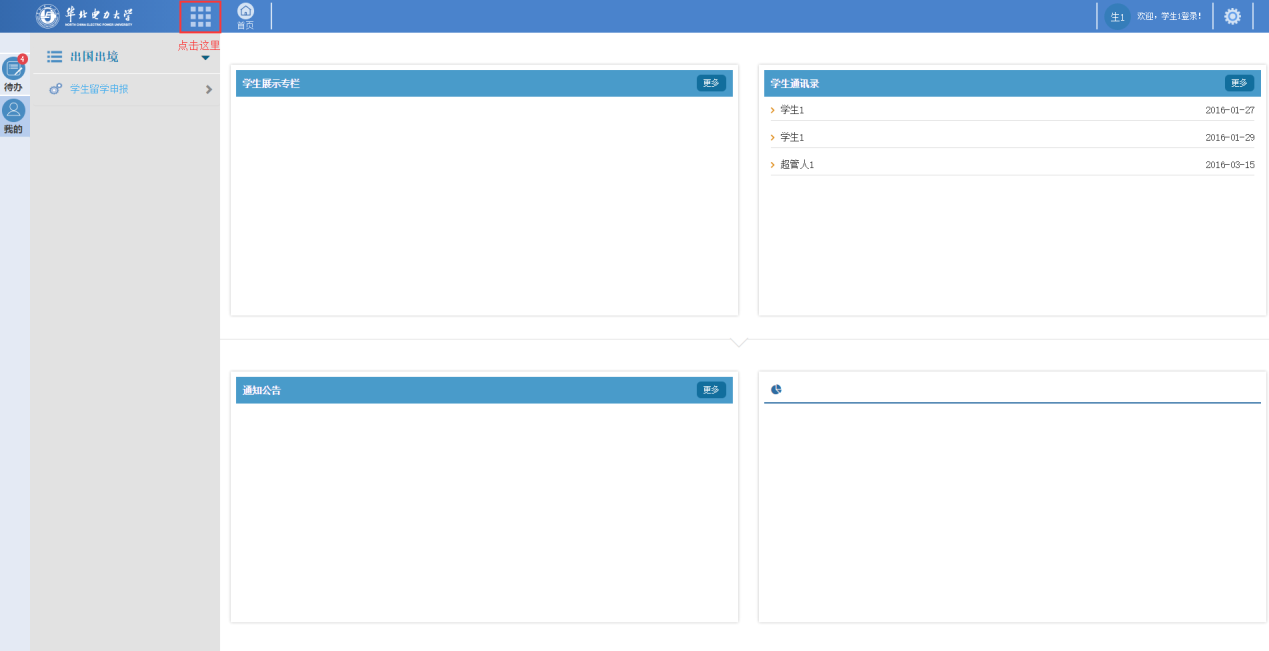 华北电力大学
NORTH CHINA ELECTRIC POWER UNIVERSITY
首页
生1
欢迎，学生1登录！
点击这里
4
待办
我的
出国出境
学生留学申报
学生展示专栏
更多
学生通讯录
更多
学生1
2016-01-27
学生1
2016-01-29
超管人1
2016-03-15
通知公告
更多